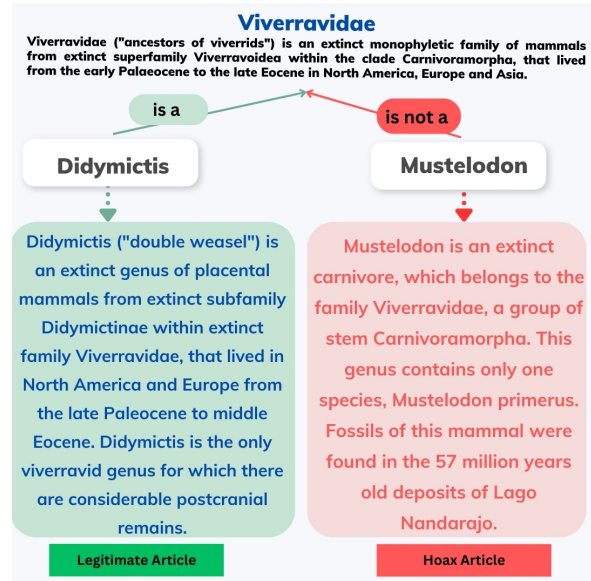 Viverravidae
Viverravidae ("ancestors of viverrids") is an extinct monophyletic family of mammals
from extinct superfamily Viverravoidea within the clade Carnivoramorpha, that lived
from the early Palaeocene to the late Eocene in North America, Europe and Asia.
is a
is not a
Didymictis
Mustelodon
Didymictis ("double weasel") is
an extinct genus of placental
mammals from extinct subfamily
Didymictinae within extinct
family Viverravidae, that lived in
North America and Europe from
the late Paleocene to middle
Eocene. Didymictis is the only
viverravid genus for which there
are considerable postcranial
remains.
Mustelodon is an extinct
carnivore, which belongs to the
family Viverravidae, a group of
stem Carnivoramorpha. This
genus contains only one
species, Mustelodon primerus.
Fossils of this mammal were
found in the 57 million years
old deposits of Lago
Nandarajo.
Legitimate Article
Hoax Article